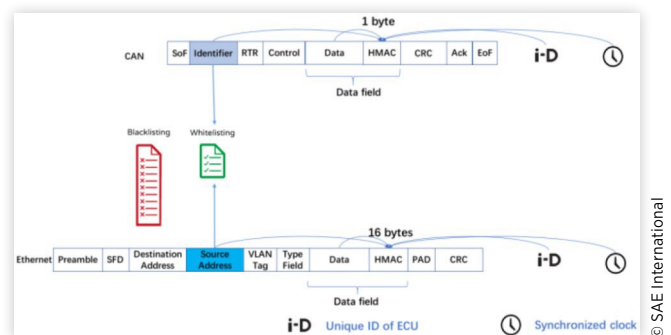 1 byte
CAN SoF Identifier RTR Control Data HMAC CRC Ack EoF i-D
Data field
Blacklisting Whitelisting
16 bytes
Ethernet Preamble SFD Destination Address Source Address VLAN Tag Type Field Data HMAC PAD CRC i-D
Data field
i-D Unique ID of ECU Synchronized clock
© SAE International